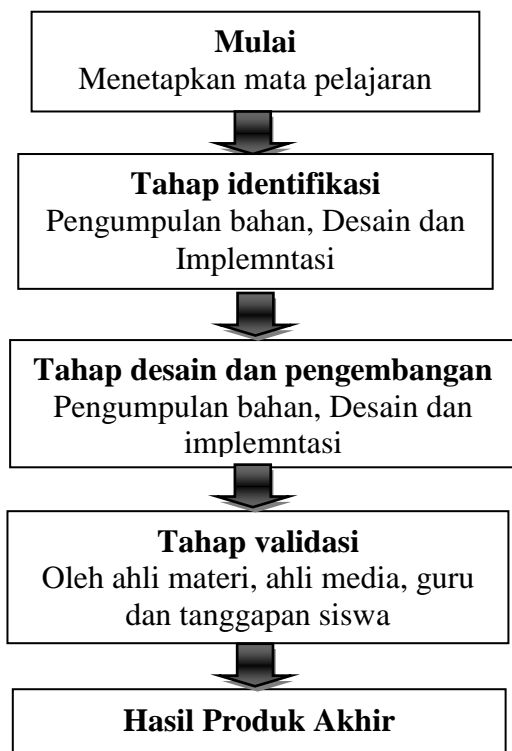 Mulai
Menetapkan mata pelajaran
Tahap identifikasi
Pengumpulan bahan, Desain dan
Implemntasi
Tahap desain dan pengembangan
Pengumpulan bahan, Desain dan
implemntasi
Tahap validasi
Oleh ahli materi, ahli media, guru
dan tanggapan siswa
Hasil Produk Akhir